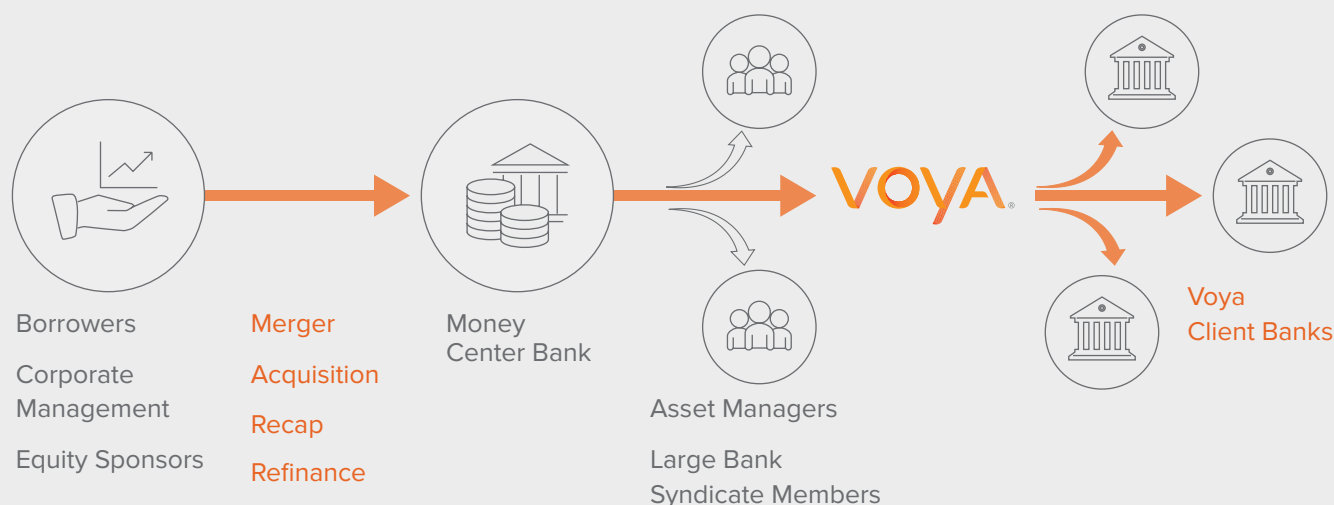 VOYA®
Borrowers
Corporate
Management
Equity Sponsors
Merger
Acquisition
Recap
Refinance
Money
Center Bank
Asset Managers
Large Bank
Syndicate Members
Voya
Client Banks